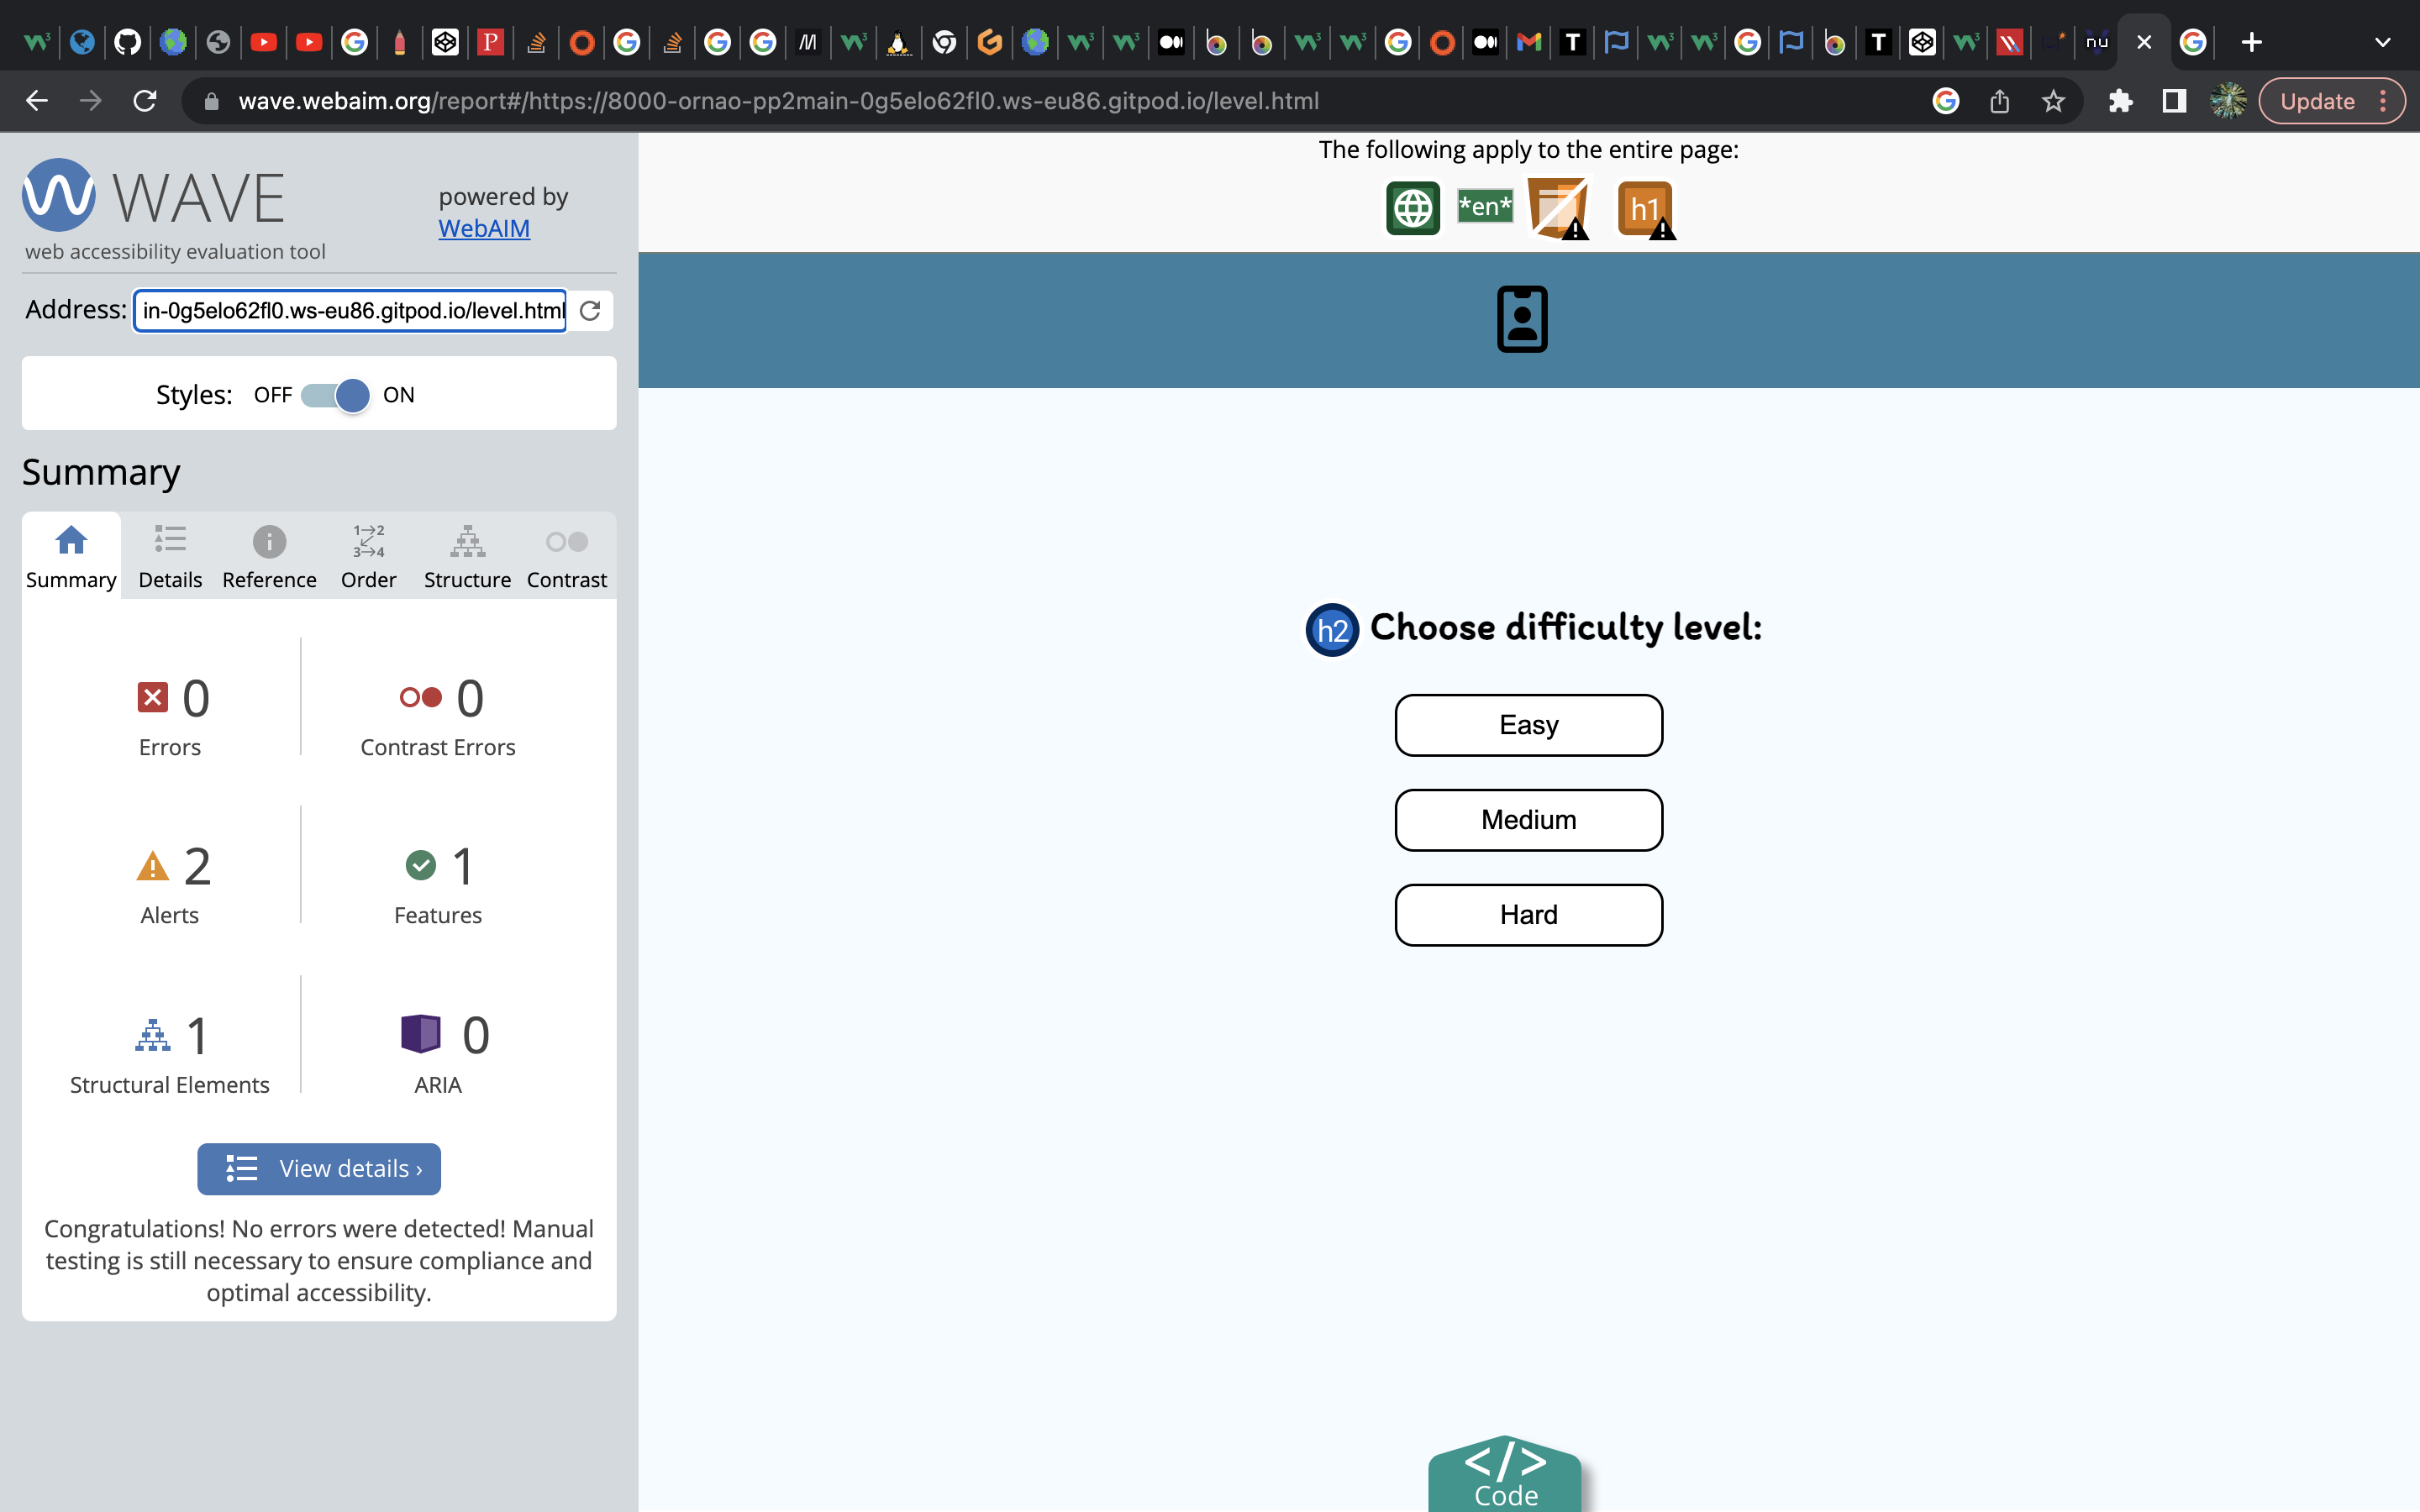 wave.webaim.org/report#/https://8000-ornao-pp2main-0g5elo62fl0.ws-eu86.gitpod.io/level.html
Update
WAVE
powered by
WebAIM
web accessibility evaluation tool
Address: in-0g5elo62fl0.ws-eu86.gitpod.io/level.html
Styles: OFF ON
Summary
1→2
3→4
Summary Details Reference Order Structure Contrast
0 0
Errors Contrast Errors
2 1
Alerts Features
1 0
Structural Elements ARIA
View details ›
Congratulations! No errors were detected! Manual
testing is still necessary to ensure compliance and
optimal accessibility.
The following apply to the entire page:
*en* h1
h2 Choose difficulty level:
Easy
Medium
Hard
</>
Code